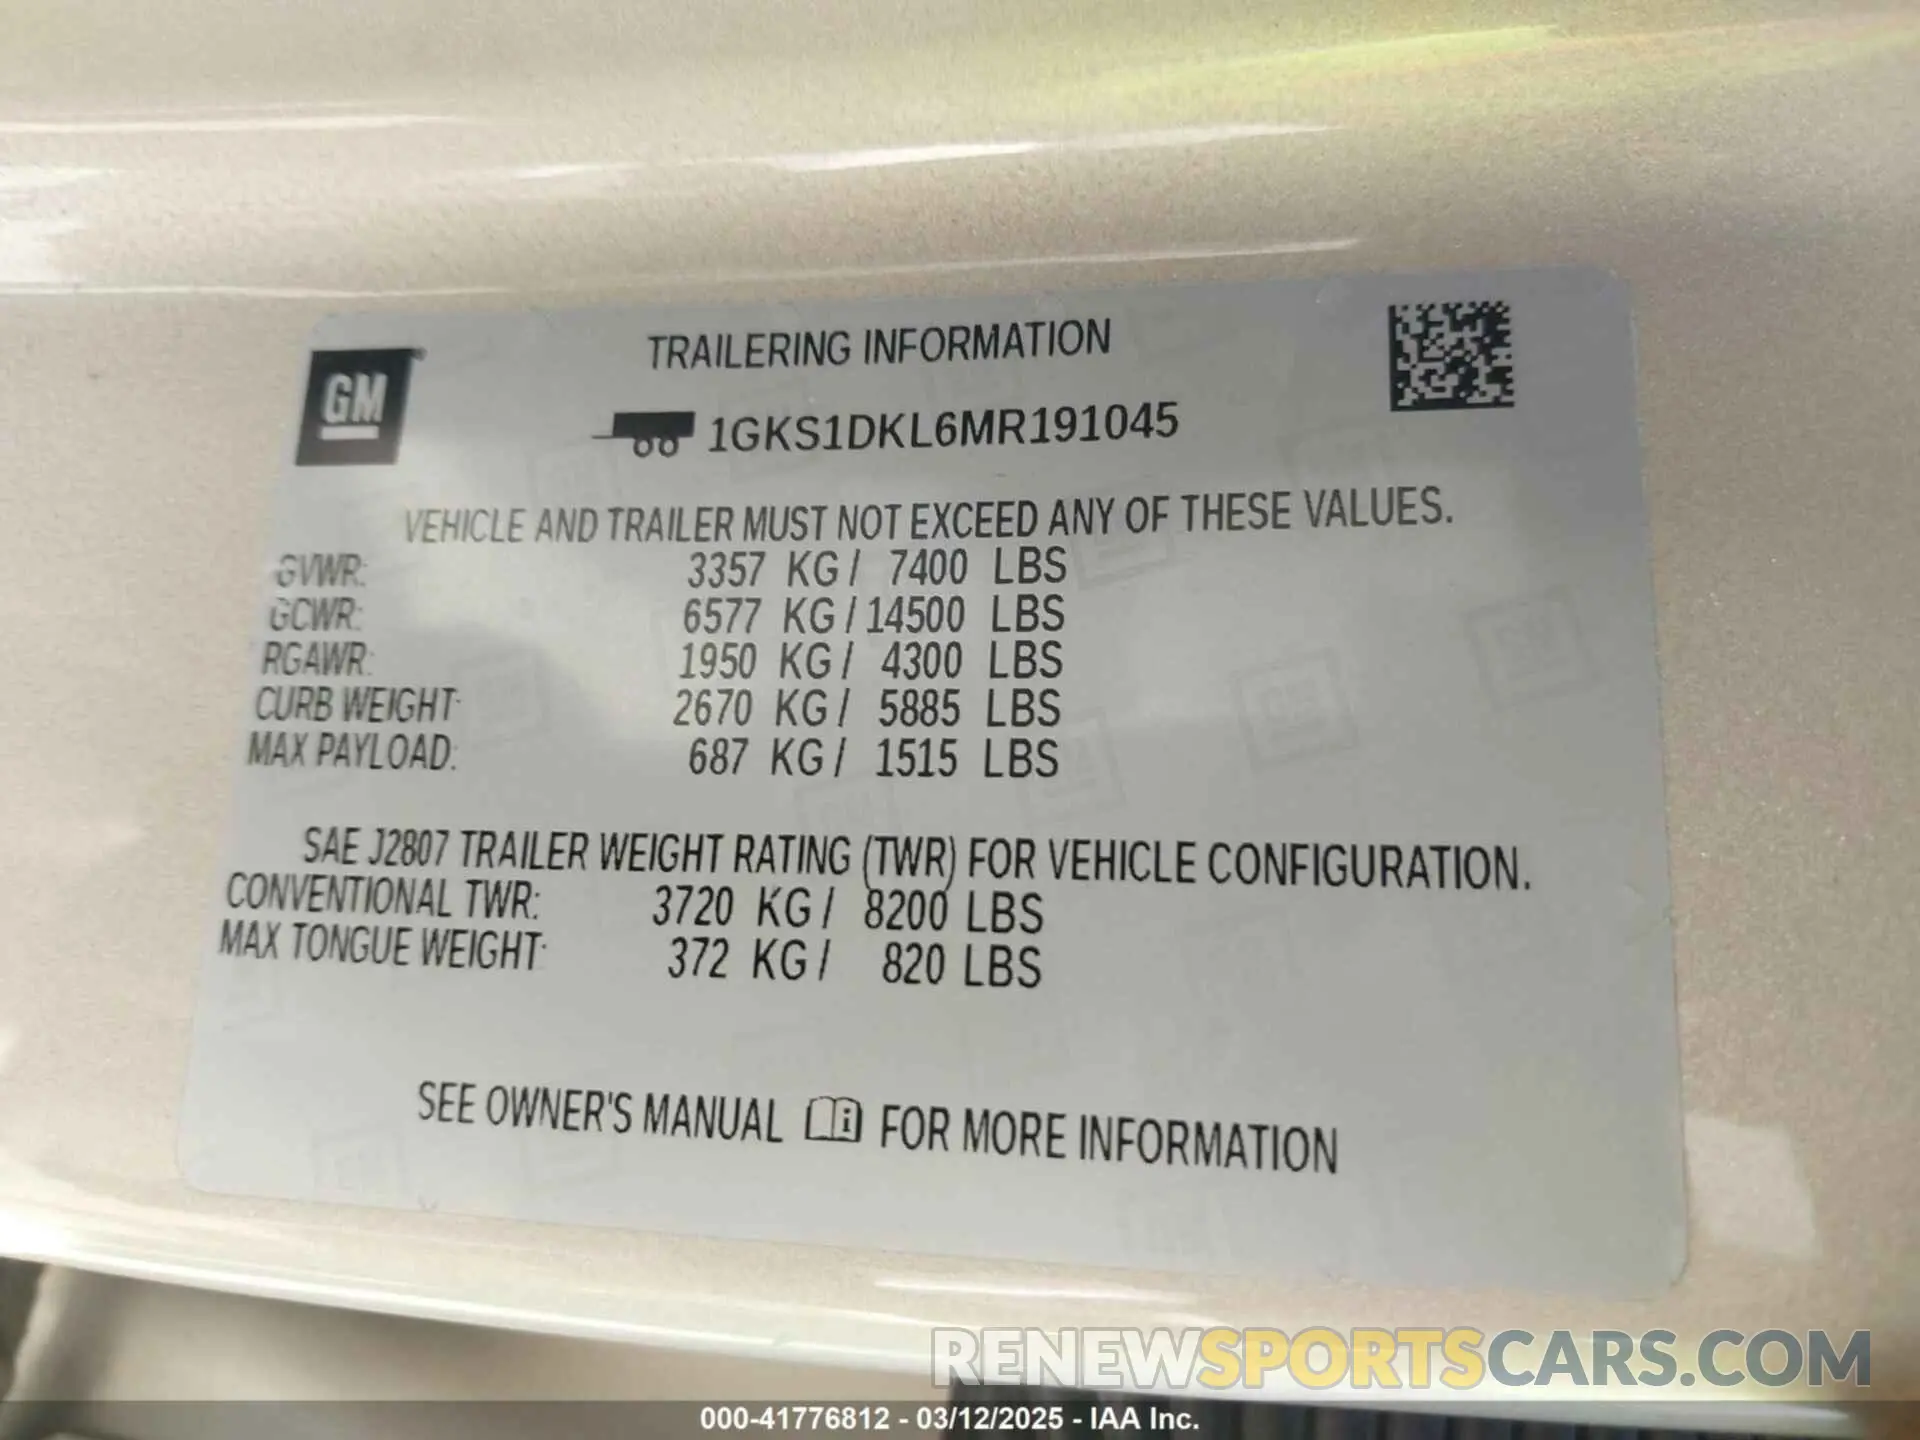 GM
TRAILERING INFORMATION
1GKS1DKL6MR191045
VEHICLE AND TRAILER MUST NOT EXCEED ANY OF THESE VALUES.
GVWR: 3357 KG / 7400 LBS
GCWR: 6577 KG / 14500 LBS
RGAWR: 1950 KG / 4300 LBS
CURB WEIGHT: 2670 KG / 5885 LBS
MAX PAYLOAD: 687 KG / 1515 LBS
SAE J2807 TRAILER WEIGHT RATING (TWR) FOR VEHICLE CONFIGURATION.
CONVENTIONAL TWR: 3720 KG / 8200 LBS
MAX TONGUE WEIGHT: 372 KG / 820 LBS
SEE OWNER'S MANUAL FOR MORE INFORMATION
RENEWSPORTSCARS.COM
000-41776812 - 03/12/2025 - IAA Inc.